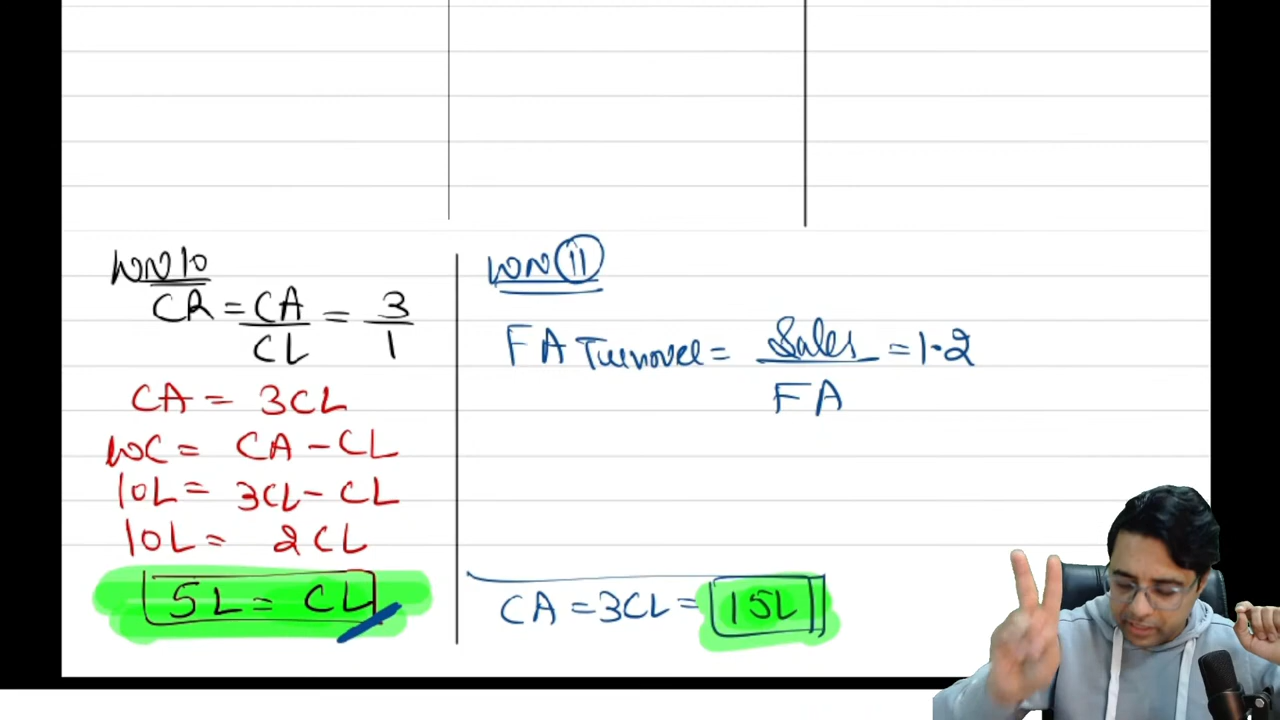 WN 10
CR = CA / CL = 3 / 1
CA = 3CL
WC = CA - CL
10L = 3CL - CL
10L = 2CL
5L = CL
WN 11
FA Turnover = Sales / FA = 1.2
CA = 3CL = 15L